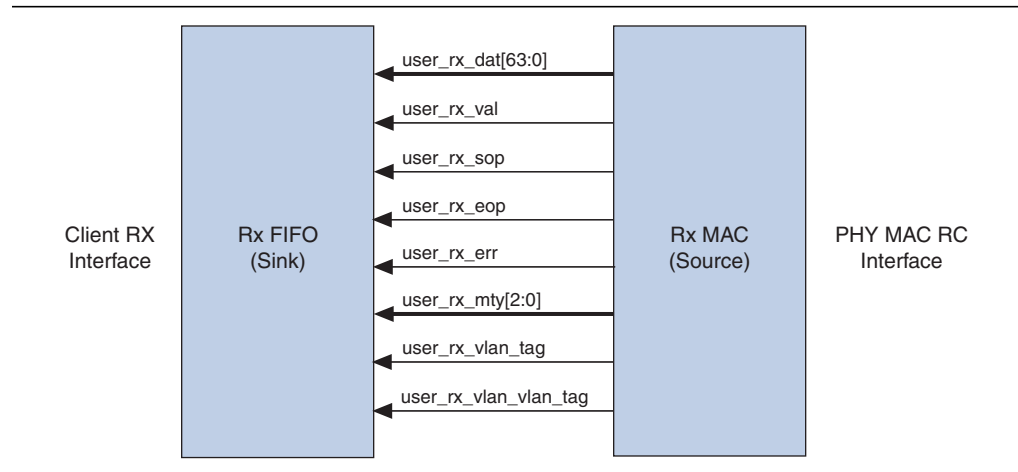 user_rx_dat[63:0]
user_rx_val
user_rx_sop
user_rx_eop
user_rx_err
user_rx_mty[2:0]
user_rx_vlan_tag
user_rx_vlan_vlan_tag
Client RX
Interface
Rx FIFO
(Sink)
Rx MAC
(Source)
PHY MAC RC
Interface